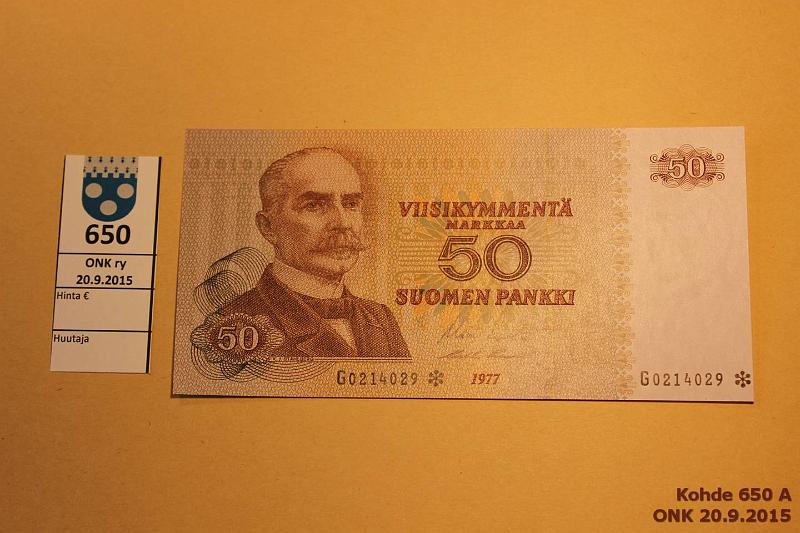 650
ONK ry
20.9.2015
Hinta €
Huutaja
50
VIISIKYMMENTÄ
MARKKAA
50
SUOMEN PANKKI
50
G0214029 ✻
1977
G0214029 ✻
Kohde 650 A
ONK 20.9.2015